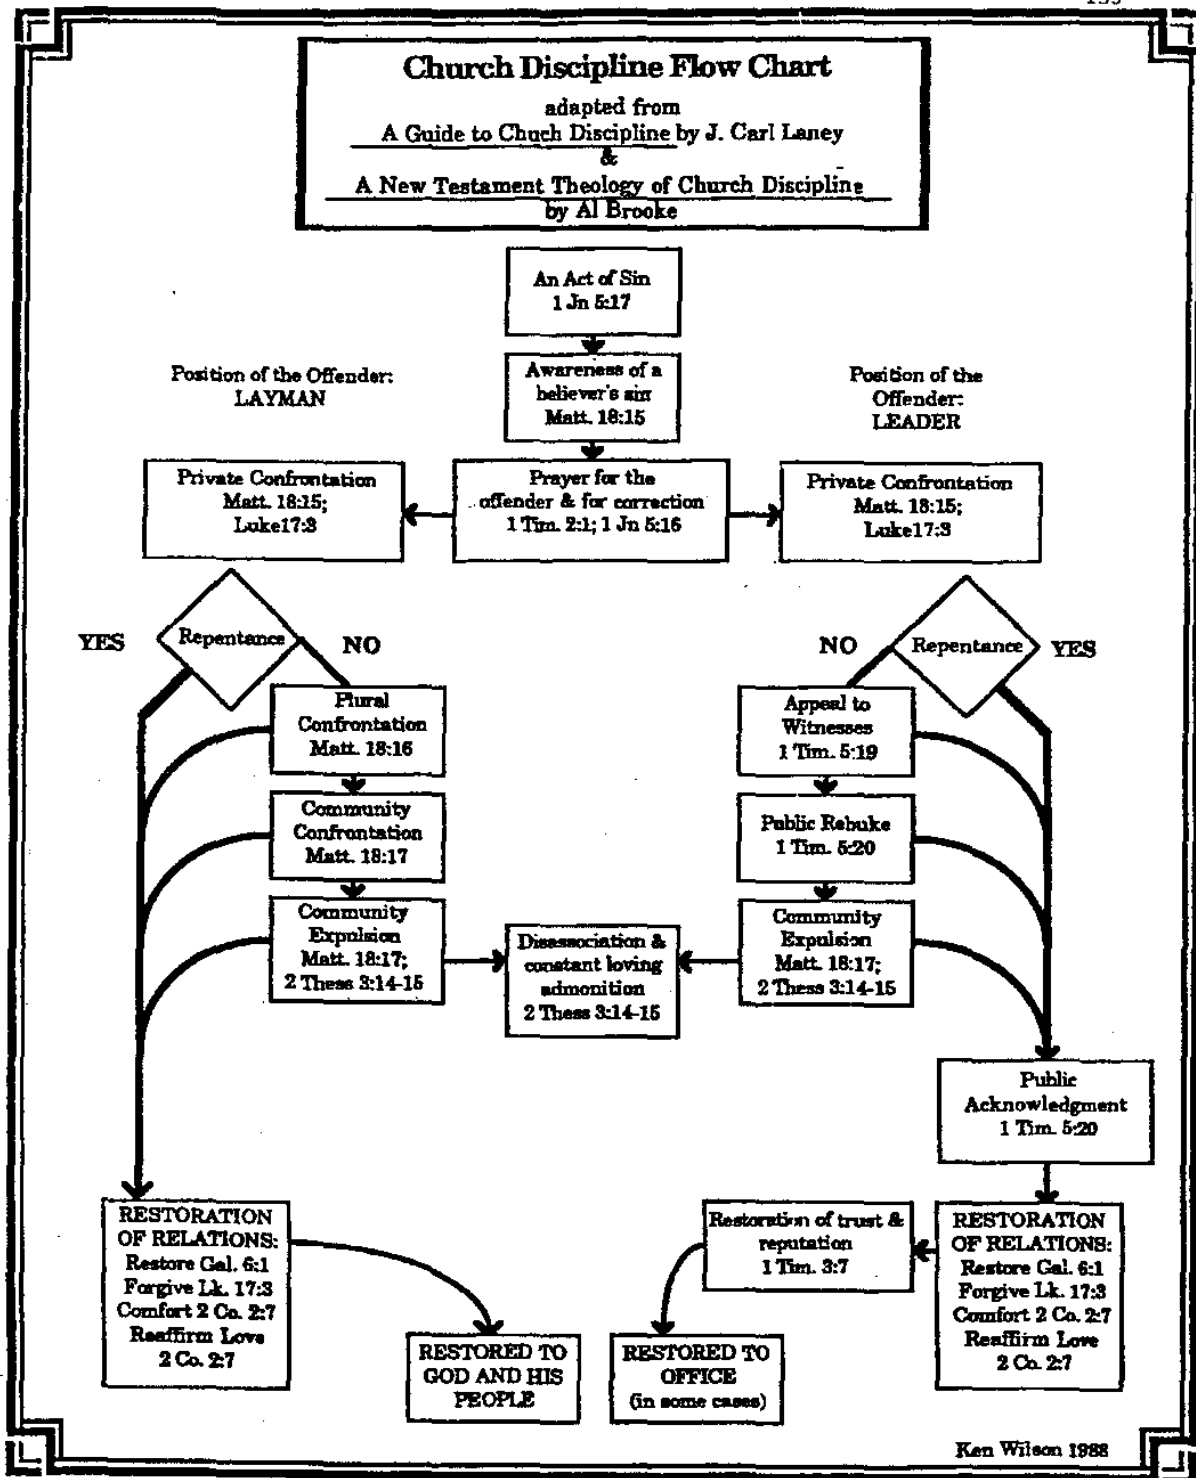 Church Discipline Flow Chart
adapted from
A Guide to Chuch Discipline by J. Carl Laney
&
A New Testament Theology of Church Discipline
by Al Brooke
An Act of Sin
1 Jn 5:17
Awareness of a
believer's sin
Matt. 18:15
Position of the Offender:
LAYMAN
Position of the
Offender:
LEADER
Private Confrontation
Matt. 18:15;
Luke17:3
Prayer for the
offender & for correction
1 Tim. 2:1; 1 Jn 5:16
Private Confrontation
Matt. 18:15;
Luke17:3
YES
Repentance
NO
NO
Repentance
YES
Plural
Confrontation
Matt. 18:16
Appeal to
Witnesses
1 Tim. 5:19
Community
Confrontation
Matt. 18:17
Public Rebuke
1 Tim. 5:20
Community
Expulsion
Matt. 18:17;
2 Thess 3:14-15
Disassociation &
constant loving
admonition
2 Thess 3:14-15
Community
Expulsion
Matt. 18:17;
2 Thess 3:14-15
Public
Acknowledgment
1 Tim. 5:20
RESTORATION
OF RELATIONS:
Restore Gal. 6:1
Forgive Lk. 17:3
Comfort 2 Co. 2:7
Reaffirm Love
2 Co. 2:7
Restoration of trust &
reputation
1 Tim. 3:7
RESTORATION
OF RELATIONS:
Restore Gal. 6:1
Forgive Lk. 17:3
Comfort 2 Co. 2:7
Reaffirm Love
2 Co. 2:7
RESTORED TO
GOD AND HIS
PEOPLE
RESTORED TO
OFFICE
(in some cases)
Ken Wilson 1988